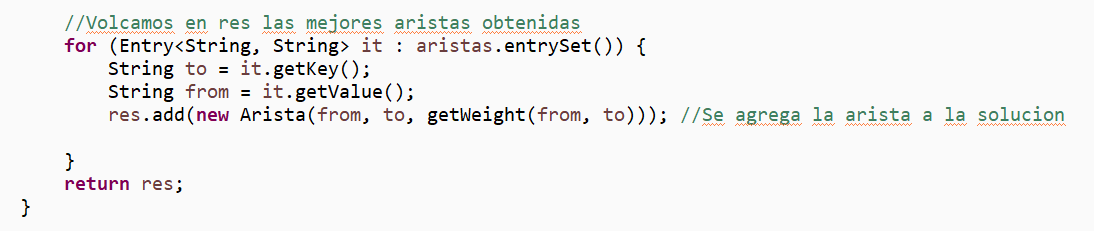 //Volcamos en res las mejores aristas obtenidas
for (Entry<String, String> it : aristas.entrySet()) {
String to = it.getKey();
String from = it.getValue();
res.add(new Arista(from, to, getWeight(from, to))); //Se agrega la arista a la solucion
}
return res;
}